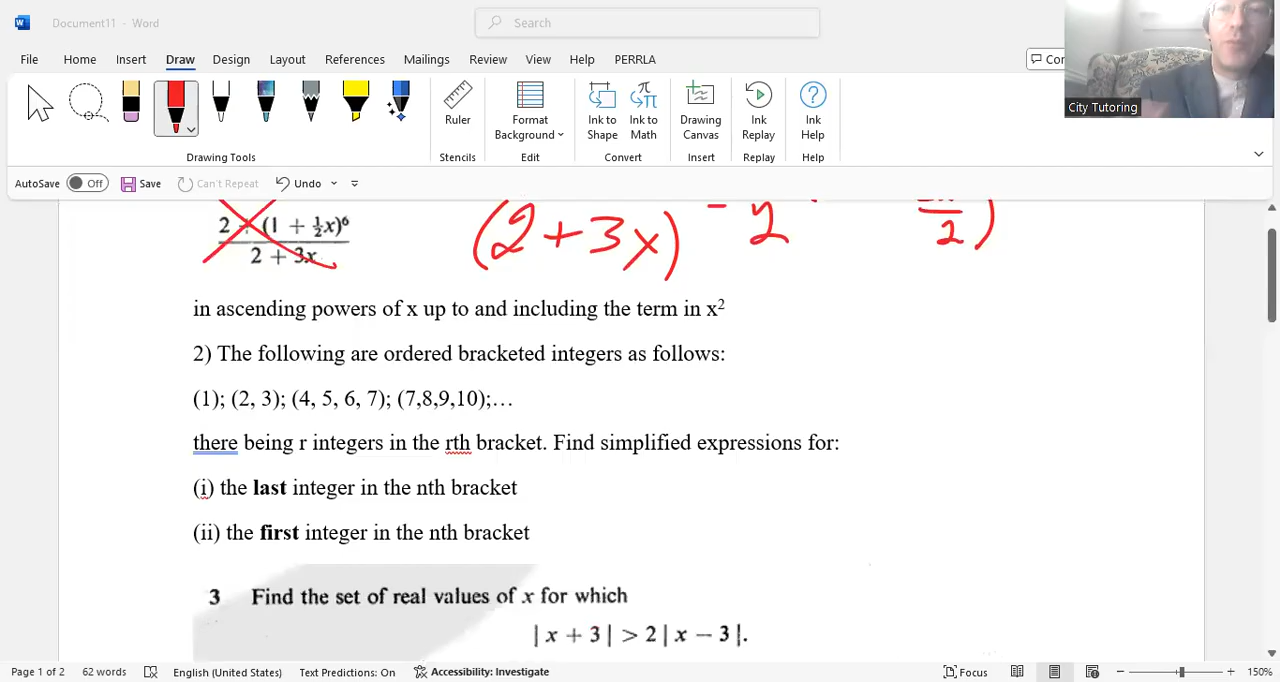 Document11 - Word
Search
File Home Insert Draw Design Layout References Mailings Review View Help PERRLA
Ruler
Format Background
Ink to Shape
Ink to Math
Drawing Canvas
Ink Replay
Ink Help
City Tutoring
Drawing Tools Stencils Edit Convert Insert Replay Help
AutoSave Off Save Can't Repeat Undo
2 + (1 + ½x)⁶
2 + 3x
(2 + 3x)
2
in ascending powers of x up to and including the term in x²
2) The following are ordered bracketed integers as follows:
(1); (2, 3); (4, 5, 6, 7); (7,8,9,10);…
there being r integers in the rth bracket. Find simplified expressions for:
(i) the last integer in the nth bracket
(ii) the first integer in the nth bracket
3 Find the set of real values of x for which
| x + 3 | > 2 | x − 3 |.
Page 1 of 2 62 words English (United States) Text Predictions: On Accessibility: Investigate Focus 150%